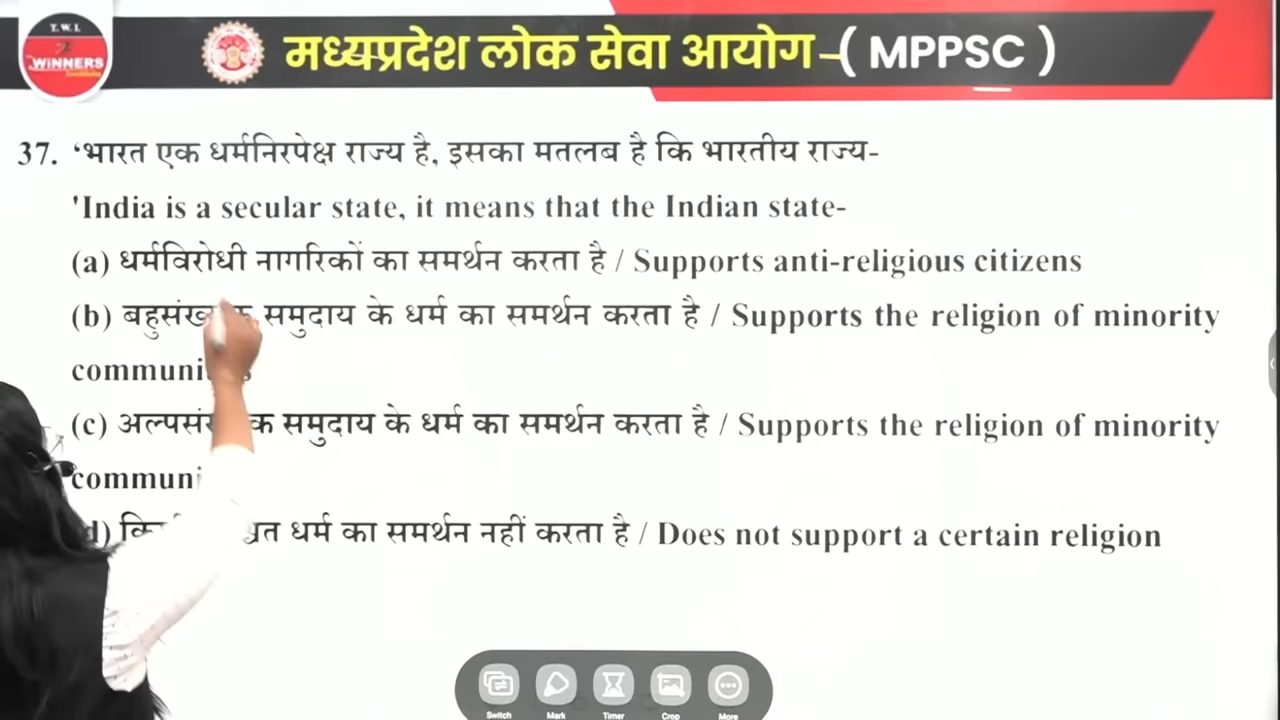 T.W.I.
WINNERS
Institute
मध्यप्रदेश लोक सेवा आयोग-( MPPSC )
37. ‘भारत एक धर्मनिरपेक्ष राज्य है, इसका मतलब है कि भारतीय राज्य-
'India is a secular state, it means that the Indian state-
(a) धर्मविरोधी नागरिकों का समर्थन करता है / Supports anti-religious citizens
(b) समुदाय के धर्म का समर्थन करता है / Supports the religion of minority
(c) समुदाय के धर्म का समर्थन करता है / Supports the religion of minority
धर्म का समर्थन नहीं करता है / Does not support a certain religion
Switch Mark Timer Crop More